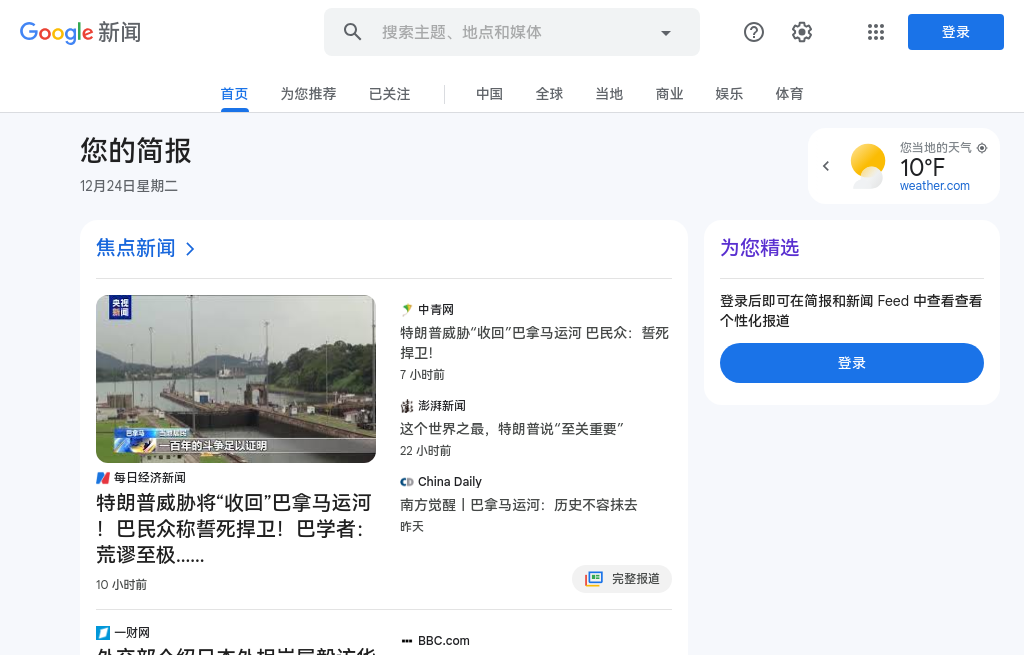 Google 新闻
搜索主题、地点和媒体
登录
首页
为您推荐
已关注
中国
全球
当地
商业
娱乐
体育
您的简报
12月24日星期二
您当地的天气
10°F
weather.com
焦点新闻
央视
新闻
巴拿马
一百年的斗争足以证明
每日经济新闻
特朗普威胁将“收回”巴拿马运河
！巴民众称誓死捍卫！巴学者：
荒谬至极……
10 小时前
中青网
特朗普威胁“收回”巴拿马运河 巴民众：誓死
捍卫！
7 小时前
澎湃新闻
这个世界之最，特朗普说“至关重要”
22 小时前
CD China Daily
南方觉醒丨巴拿马运河：历史不容抹去
昨天
完整报道
为您精选
登录后即可在简报和新闻 Feed 中查看查看
个性化报道
登录
一财网
BBC.com